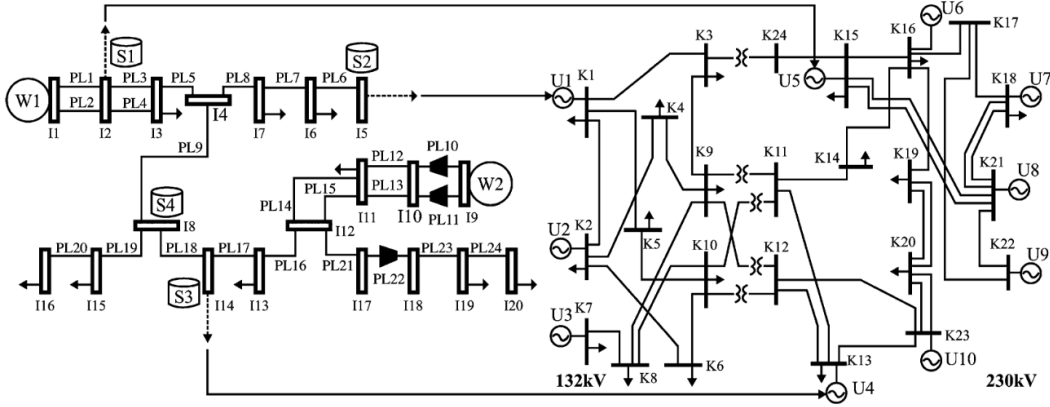 U6
K16
K17
S1
S2
K3
K24
K15
U5
PL1
PL3
PL5
PL8
PL7
PL6
W1
PL2
PL4
I1
I2
I3
I4
I7
I6
I5
U1
K1
K18
U7
K4
PL9
K9
K11
K14
K19
K21
U8
PL12
PL10
PL15
PL13
W2
PL14
I11
I10
PL11
I9
S4
I8
I12
U2
K2
K5
K10
K12
K20
K22
U9
PL20
PL19
PL18
PL17
PL16
PL21
PL22
PL23
PL24
S3
I16
I15
I14
I13
I17
I18
I19
I20
U3
K7
K23
K8
K6
K13
U10
132kV
U4
230kV